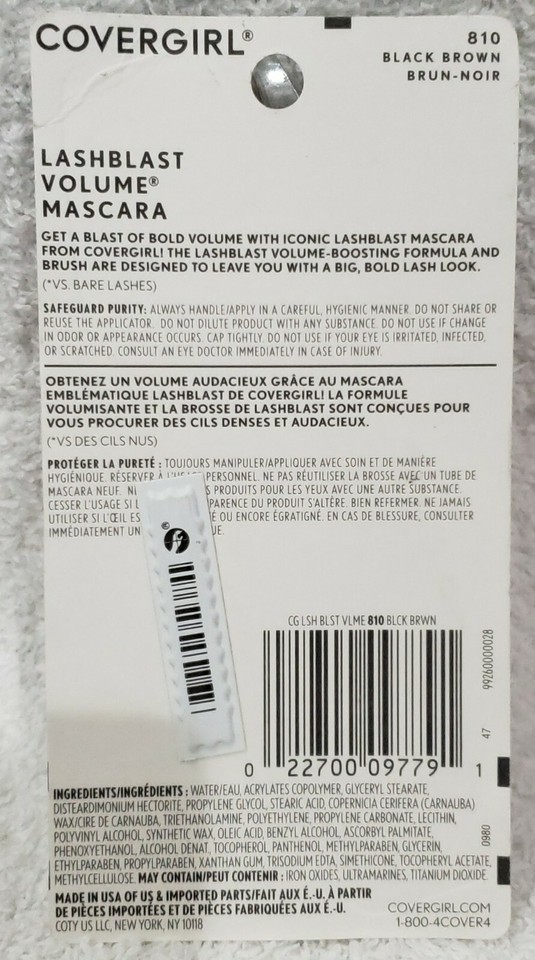 COVERGIRL®
810
BLACK BROWN
BRUN-NOIR
LASHBLAST
VOLUME®
MASCARA
GET A BLAST OF BOLD VOLUME WITH ICONIC LASHBLAST MASCARA
FROM COVERGIRL! THE LASHBLAST VOLUME-BOOSTING FORMULA AND
BRUSH ARE DESIGNED TO LEAVE YOU WITH A BIG, BOLD LASH LOOK.
(*VS. BARE LASHES)
SAFEGUARD PURITY: ALWAYS HANDLE/APPLY IN A CAREFUL, HYGIENIC MANNER. DO NOT SHARE OR
REUSE THE APPLICATOR. DO NOT DILUTE PRODUCT WITH ANY SUBSTANCE. DO NOT USE IF CHANGE
IN ODOR OR APPEARANCE OCCURS. CAP TIGHTLY. DO NOT USE IF YOUR EYE IS IRRITATED, INFECTED,
OR SCRATCHED. CONSULT AN EYE DOCTOR IMMEDIATELY IN CASE OF INJURY.
OBTENEZ UN VOLUME AUDACIEUX GRÂCE AU MASCARA
EMBLÉMATIQUE LASHBLAST DE COVERGIRL! LA FORMULE
VOLUMISANTE ET LA BROSSE DE LASHBLAST SONT CONÇUES POUR
VOUS PROCURER DES CILS DENSES ET AUDACIEUX.
(*VS DES CILS NUS)
PROTÉGER LA PURETÉ : TOUJOURS MANIPULER/APPLIQUER AVEC SOIN ET DE MANIÈRE
HYGIÉNIQUE. RÉSERVER À L'USAGE PERSONNEL. NE PAS RÉUTILISER LA BROSSE AVEC UN TUBE DE
MASCARA NEUF. S PRODUITS POUR LES YEUX AVEC UNE AUTRE SUBSTANCE.
CESSER L'USAGE SI PARENCE DU PRODUIT S'ALTÈRE. BIEN REFERMER. NE JAMAIS
UTILISER SI L'ŒIL ES É OU ENCORE ÉGRATIGNÉ. EN CAS DE BLESSURE, CONSULTER
IMMÉDIATEMENT UN UE.
CG LSH BLST VLME 810 BLCK BRWN
0 22700 09779 1
99260000028
47
0980
INGREDIENTS/INGRÉDIENTS : WATER/EAU, ACRYLATES COPOLYMER, GLYCERYL STEARATE,
DISTEARDIMONIUM HECTORITE, PROPYLENE GLYCOL, STEARIC ACID, COPERNICIA CERIFERA (CARNAUBA)
WAX/CIRE DE CARNAUBA, TRIETHANOLAMINE, POLYETHYLENE, PROPYLENE CARBONATE, LECITHIN,
POLYVINYL ALCOHOL, SYNTHETIC WAX, OLEIC ACID, BENZYL ALCOHOL, ASCORBYL PALMITATE,
PHENOXYETHANOL, ALCOHOL DENAT, TOCOPHEROL, PANTHENOL, METHYLPARABEN, GLYCERIN,
ETHYLPARABEN, PROPYLPARABEN, XANTHAN GUM, TRISODIUM EDTA, SIMETHICONE, TOCOPHERYL ACETATE,
METHYLCELLULOSE. MAY CONTAIN/PEUT CONTENIR : IRON OXIDES, ULTRAMARINES, TITANIUM DIOXIDE.
MADE IN USA OF US & IMPORTED PARTS/FAIT AUX É.-U. À PARTIR
DE PIÈCES IMPORTÉES ET DE PIÈCES FABRIQUÉES AUX É.-U.
COTY US LLC, NEW YORK, NY 10118
COVERGIRL.COM
1-800-4COVER4